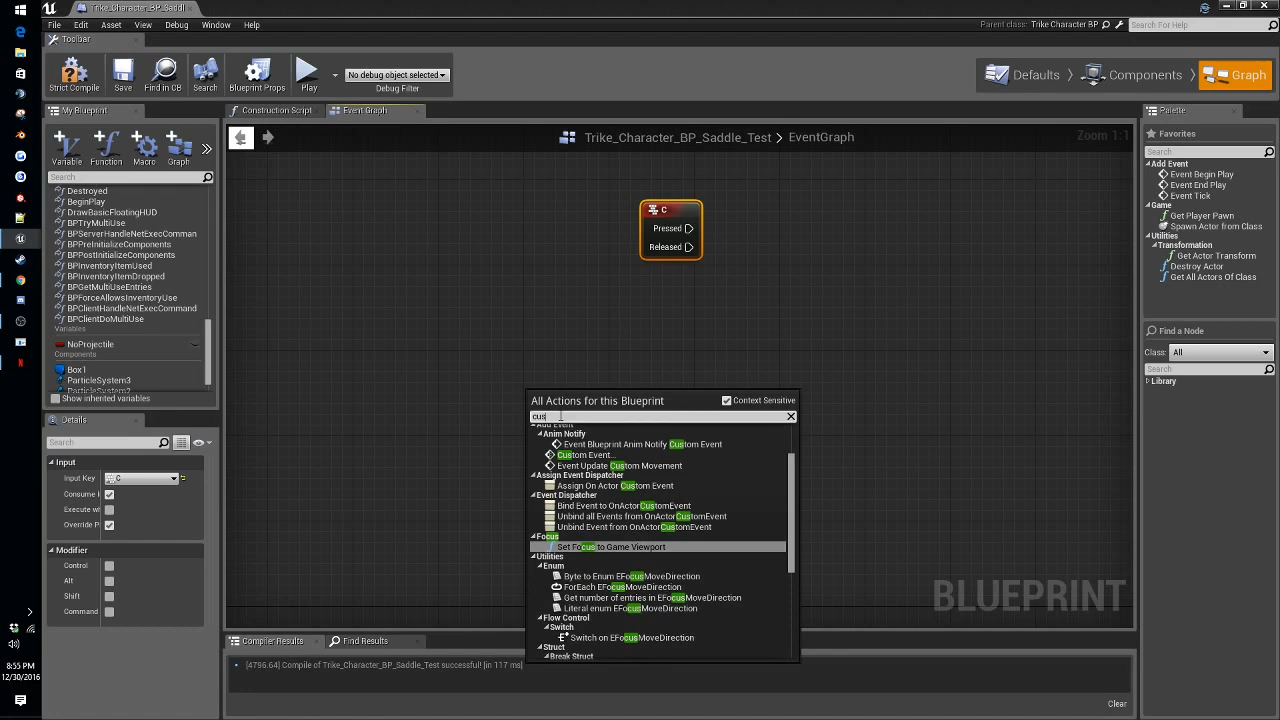 Trike_Character_BP_Saddl
File Edit Asset View Debug Window Help
Parent class: Trike Character BP
Search For Help
Toolbar
Strict Compile
Save
Find in CB
Search
Blueprint Props
Play
No debug object selected
Debug Filter
Defaults
Components
Graph
My Blueprint
Variable
Function
Macro
Graph
Search
Destroyed
BeginPlay
DrawBasicFloatingHUD
BPTryMultiUse
BPServerHandleNetExecComman
BPPreInitializeComponents
BPPostInitializeComponents
BPInventoryItemUsed
BPInventoryItemDropped
BPGetMultiUseEntries
BPForceAllowsInventoryUse
BPClientHandleNetExecCommand
BPClientDoMultiUse
Variables
NoProjectile
Components
Box1
ParticleSystem3
ParticleSystem2
Show inherited variables
Details
Search
Input
Input Key
C
Consume I
Execute w
Override P
Modifier
Control
Alt
Shift
Command
Construction Script
Event Graph
Trike_Character_BP_Saddle_Test > EventGraph
Zoom 1:1
C
Pressed
Released
All Actions for this Blueprint
Context Sensitive
cus
Add Event
Anim Notify
Event Blueprint Anim Notify Custom Event
Custom Event...
Event Update Custom Movement
Assign Event Dispatcher
Assign On Actor Custom Event
Event Dispatcher
Bind Event to OnActorCustomEvent
Unbind all Events from OnActorCustomEvent
Unbind Event from OnActorCustomEvent
Focus
Set Focus to Game Viewport
Utilities
Enum
Byte to Enum EFocusMoveDirection
ForEach EFocusMoveDirection
Get number of entries in EFocusMoveDirection
Literal enum EFocusMoveDirection
Flow Control
Switch
Switch on EFocusMoveDirection
Struct
Break Struct
BLUEPRINT
Compiler Results
Find Results
[4796.64] Compile of Trike_Character_BP_Saddle_Test successful! [in 117 ms]
Clear
Palette
Favorites
Search
Add Event
Event Begin Play
Event End Play
Event Tick
Game
Get Player Pawn
Spawn Actor from Class
Utilities
Transformation
Get Actor Transform
Destroy Actor
Get All Actors Of Class
Find a Node
Class: All
Search
Library
8:55 PM
12/30/2016